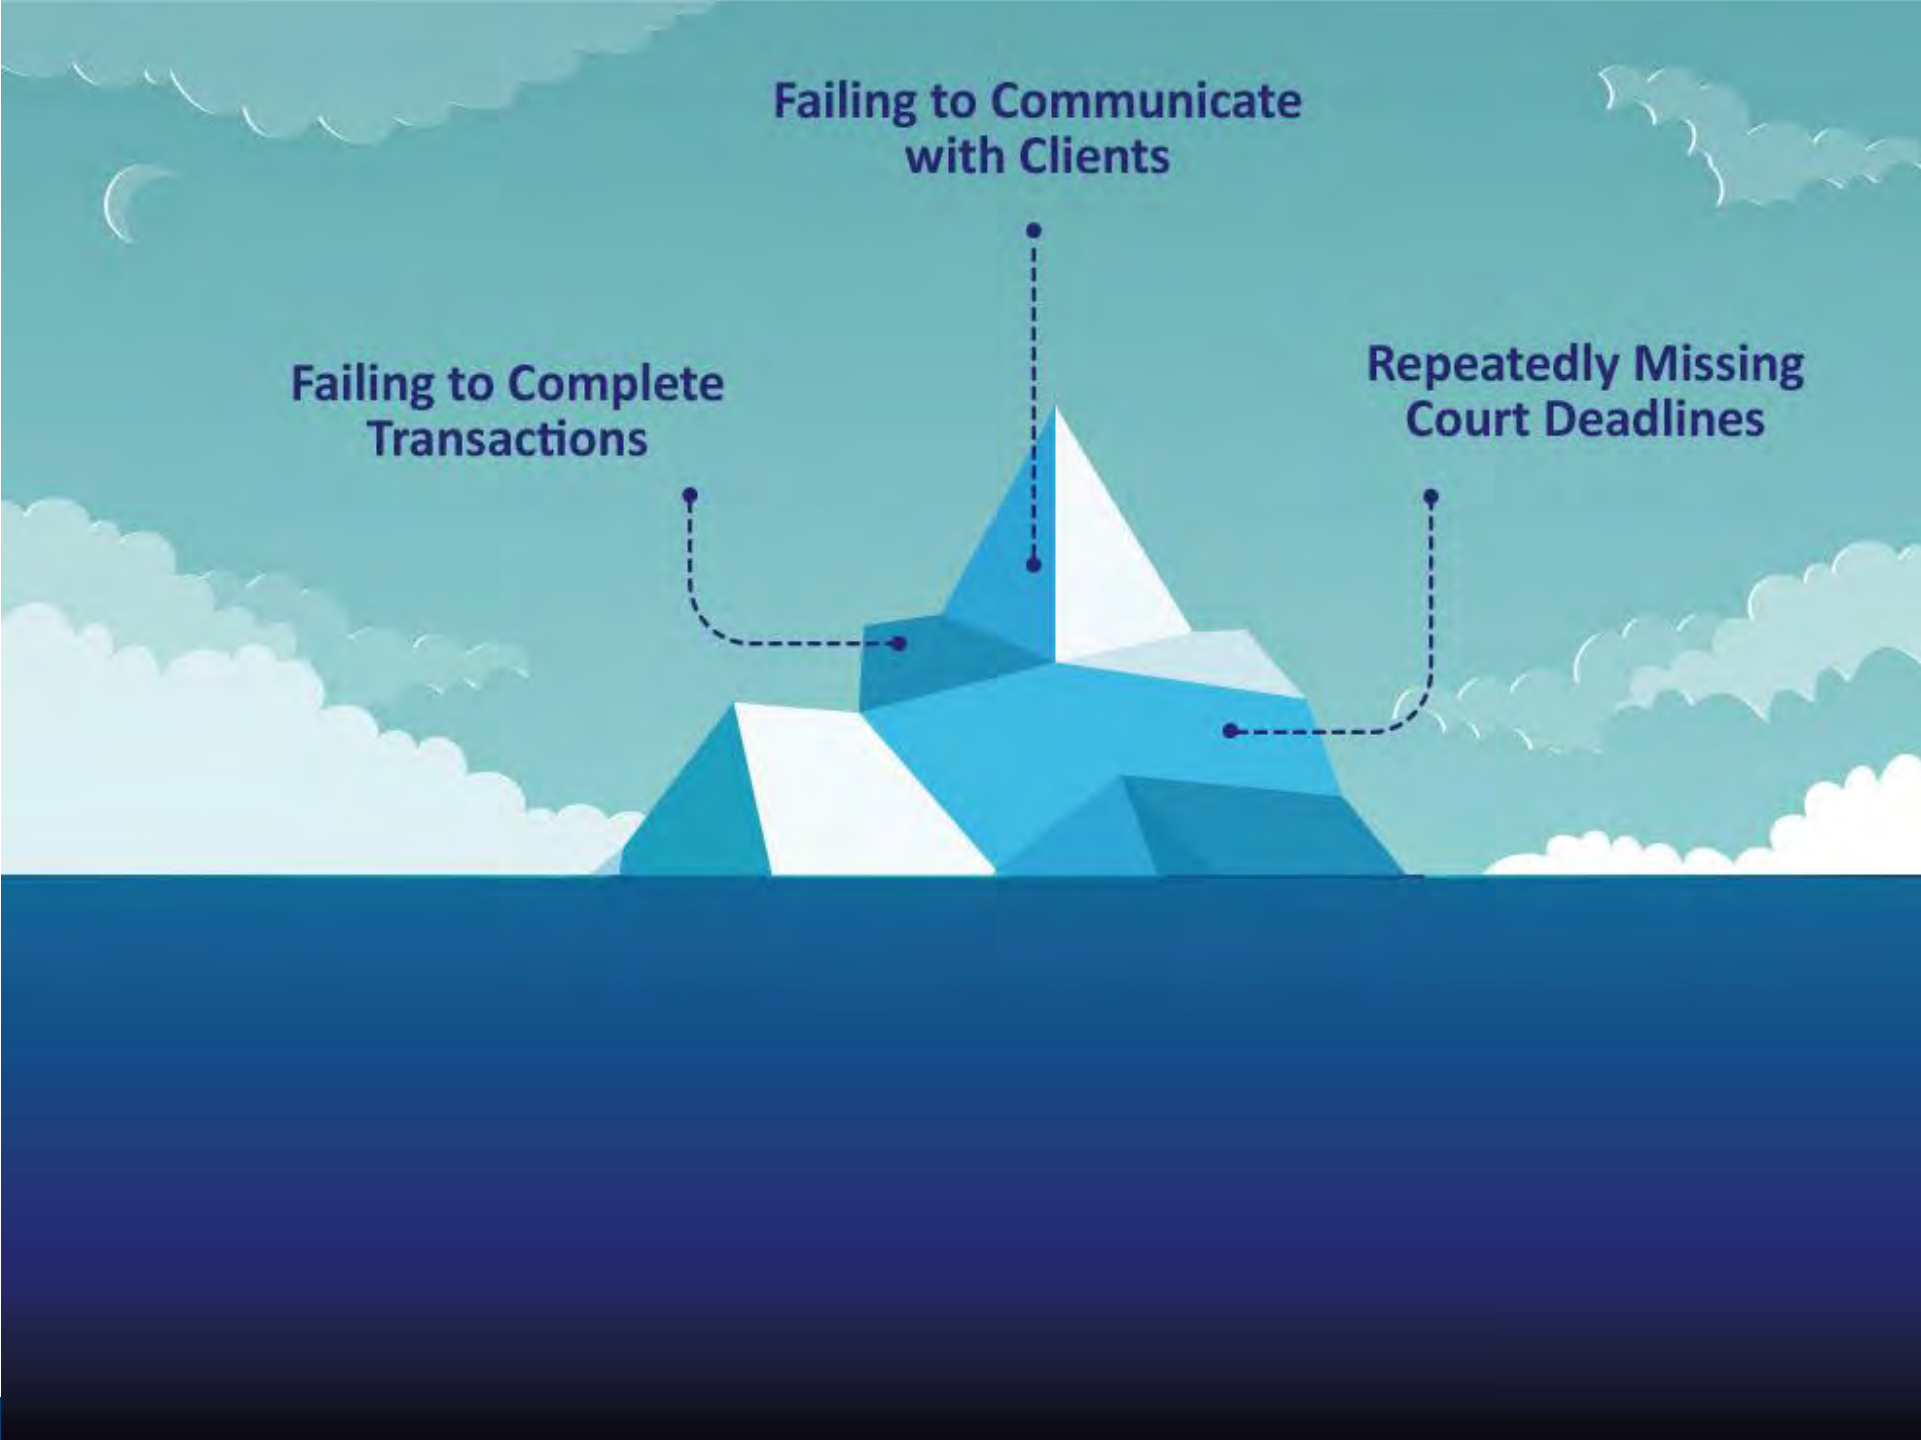 Failing to Communicate
with Clients
Failing to Complete
Transactions
Repeatedly Missing
Court Deadlines